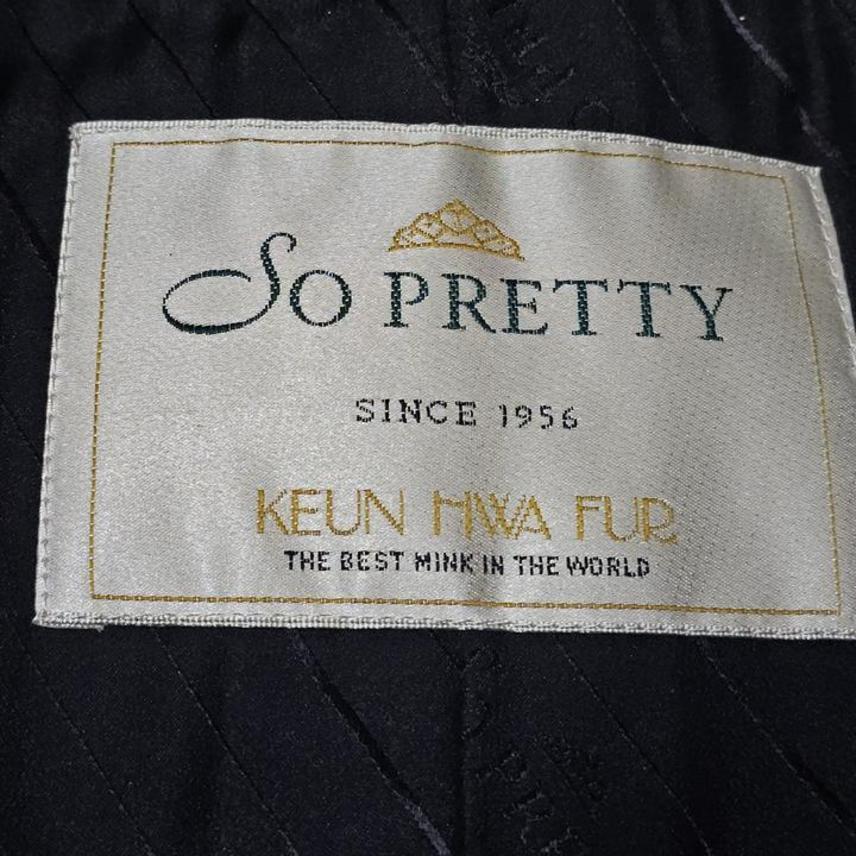 SO PRETTY
SINCE 1956
KEUN HWA FUR
THE BEST MINK IN THE WORLD